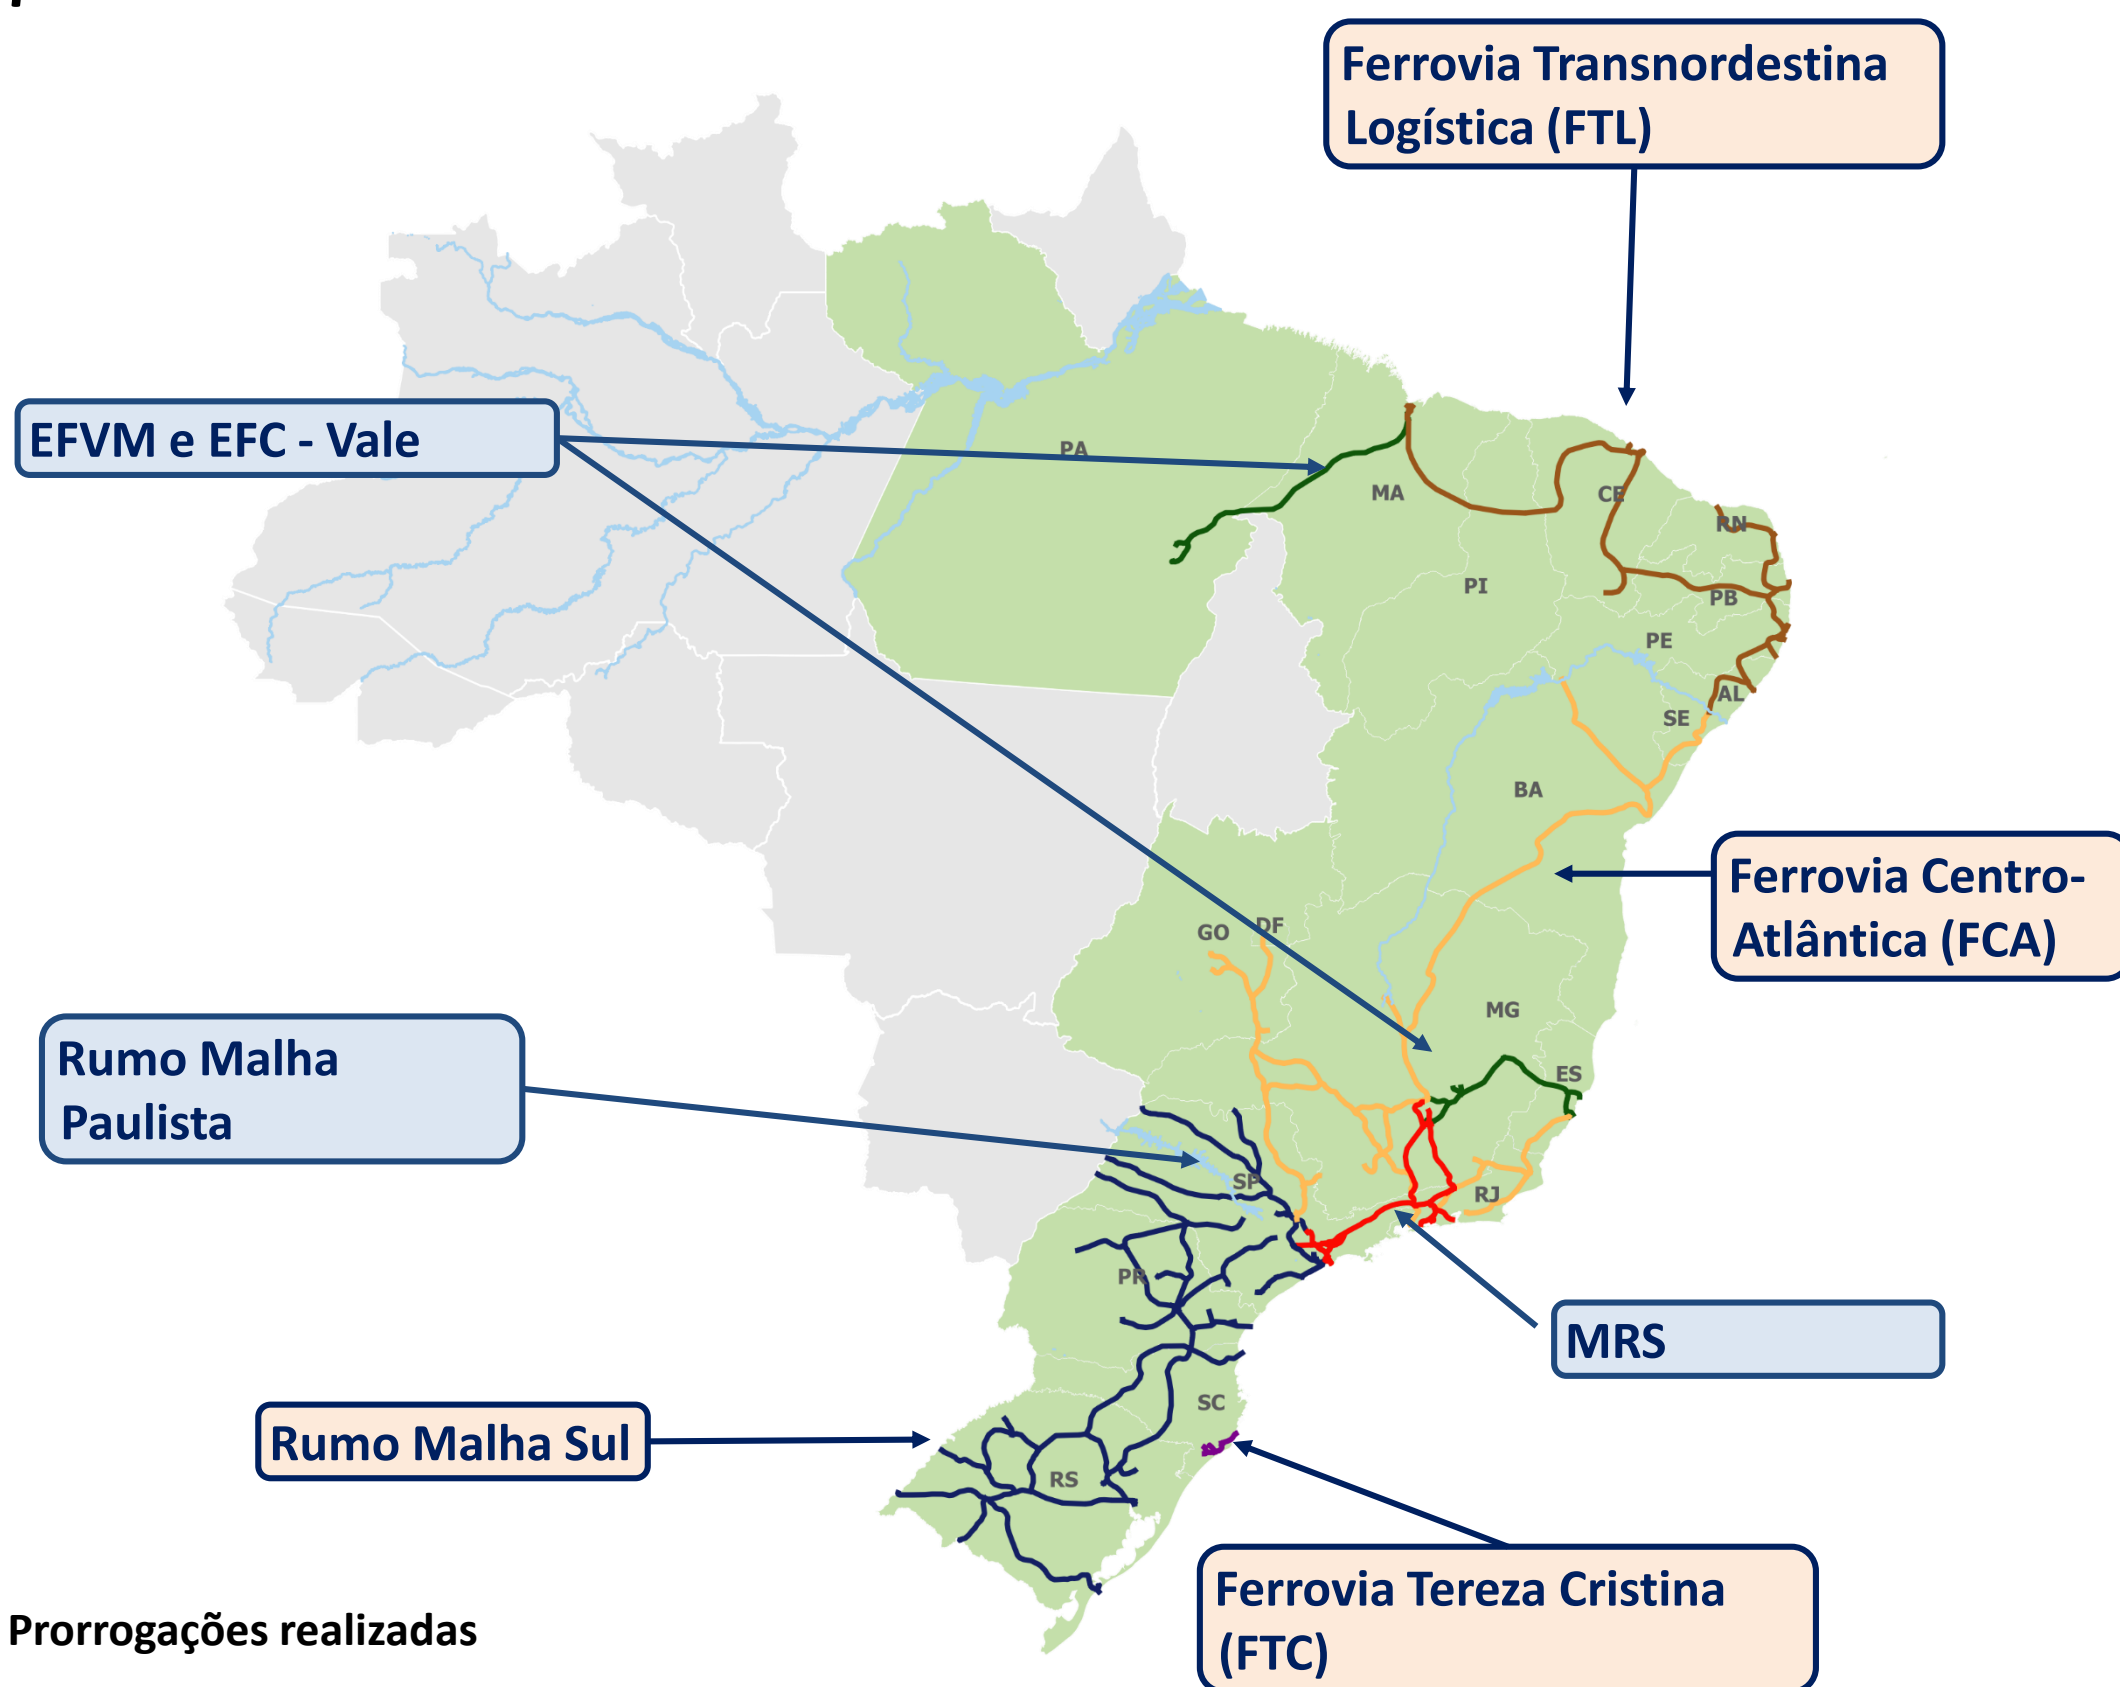 Ferrovia Transnordestina
Logística (FTL)
EFVM e EFC - Vale
PA
MA
CE
RN
PI
PB
PE
AL
SE
BA
Ferrovia Centro-
Atlântica (FCA)
GO
DF
MG
ES
Rumo Malha
Paulista
SP
RJ
PR
MRS
SC
Rumo Malha Sul
RS
Ferrovia Tereza Cristina
(FTC)
Prorrogações realizadas